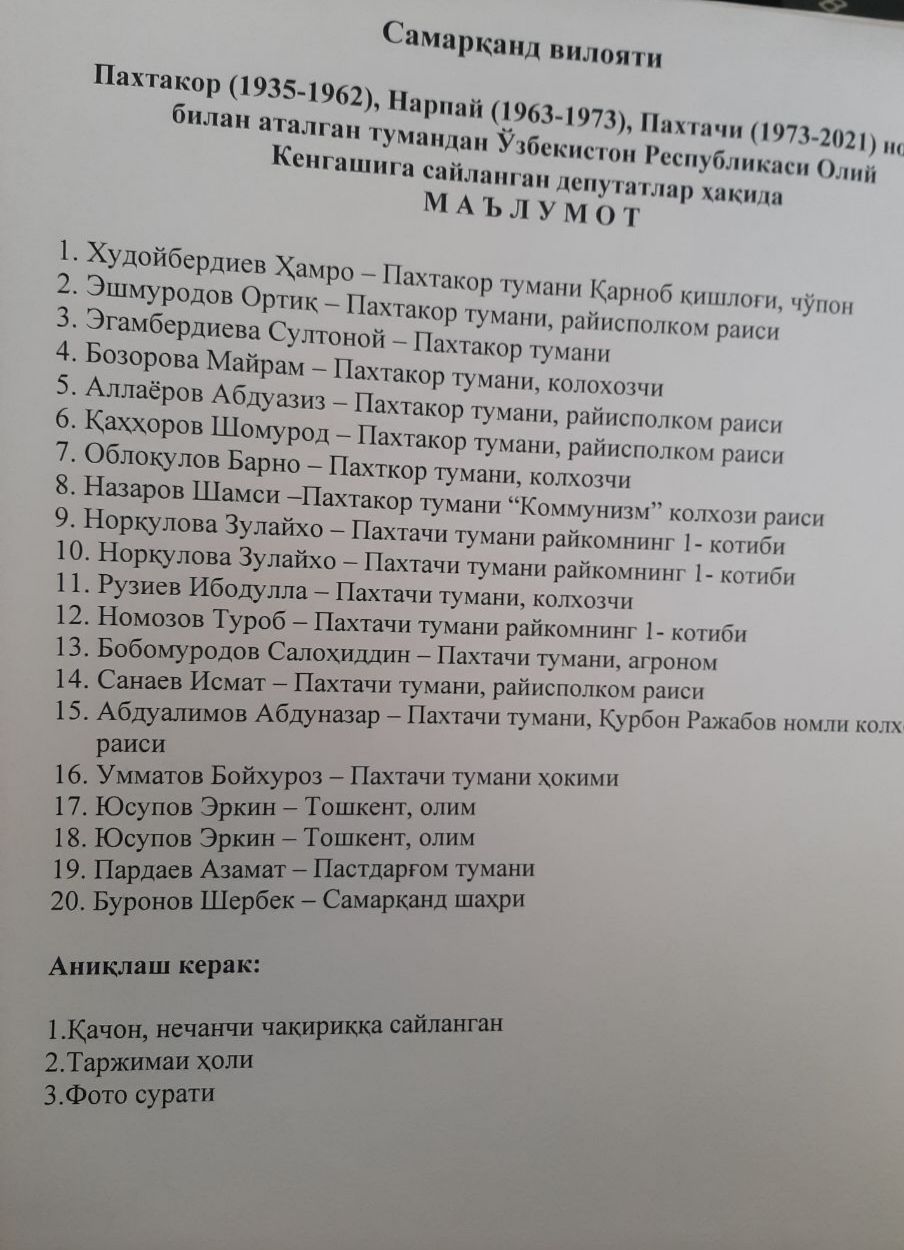 Самарқанд вилояти
Пахтакор (1935-1962), Нарпай (1963-1973), Пахтачи (1973-2021)
билан аталган тумандан Ўзбекистон Республикаси Олий
Кенгашига сайланган депутатлар ҳақида
М А Ъ Л У М О Т
1. Худойбердиев Ҳамро – Пахтакор тумани Қарноб қишлоғи, чўпон
2. Эшмуродов Ортиқ – Пахтакор тумани, райисполком раиси
3. Эгамбердиева Султоной – Пахтакор тумани
4. Бозорова Майрам – Пахтакор тумани, колохозчи
5. Аллаёров Абдуазиз – Пахтакор тумани, райисполком раиси
6. Қаҳҳоров Шомурод – Пахтакор тумани, райисполком раиси
7. Облоқулов Барно – Пахткор тумани, колхозчи
8. Назаров Шамси –Пахтакор тумани “Коммунизм” колхози раиси
9. Норқулова Зулайхо – Пахтачи тумани райкомнинг 1- котиби
10. Норқулова Зулайхо – Пахтачи тумани райкомнинг 1- котиби
11. Рузиев Ибодулла – Пахтачи тумани, колхозчи
12. Номозов Туроб – Пахтачи тумани райкомнинг 1- котиби
13. Бобомуродов Салоҳиддин – Пахтачи тумани, агроном
14. Санаев Исмат – Пахтачи тумани, райисполком раиси
15. Абдуалимов Абдуназар – Пахтачи тумани, Қурбон Ражабов номли
раиси
16. Умматов Бойхуроз – Пахтачи тумани ҳокими
17. Юсупов Эркин – Тошкент, олим
18. Юсупов Эркин – Тошкент, олим
19. Пардаев Азамат – Пастдарғом тумани
20. Буронов Шербек – Самарқанд шаҳри
Аниқлаш керак:
1.Қачон, нечанчи чақириққа сайланган
2.Таржимаи ҳоли
3.Фото сурати